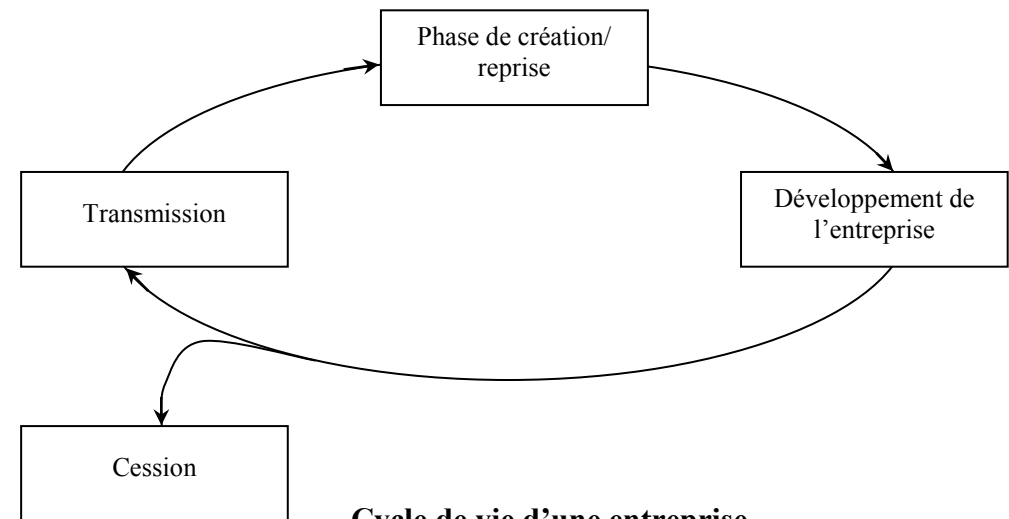 Phase de création/
reprise
Transmission
Développement de
l’entreprise
Cession
Cycle de vie d’une entreprise